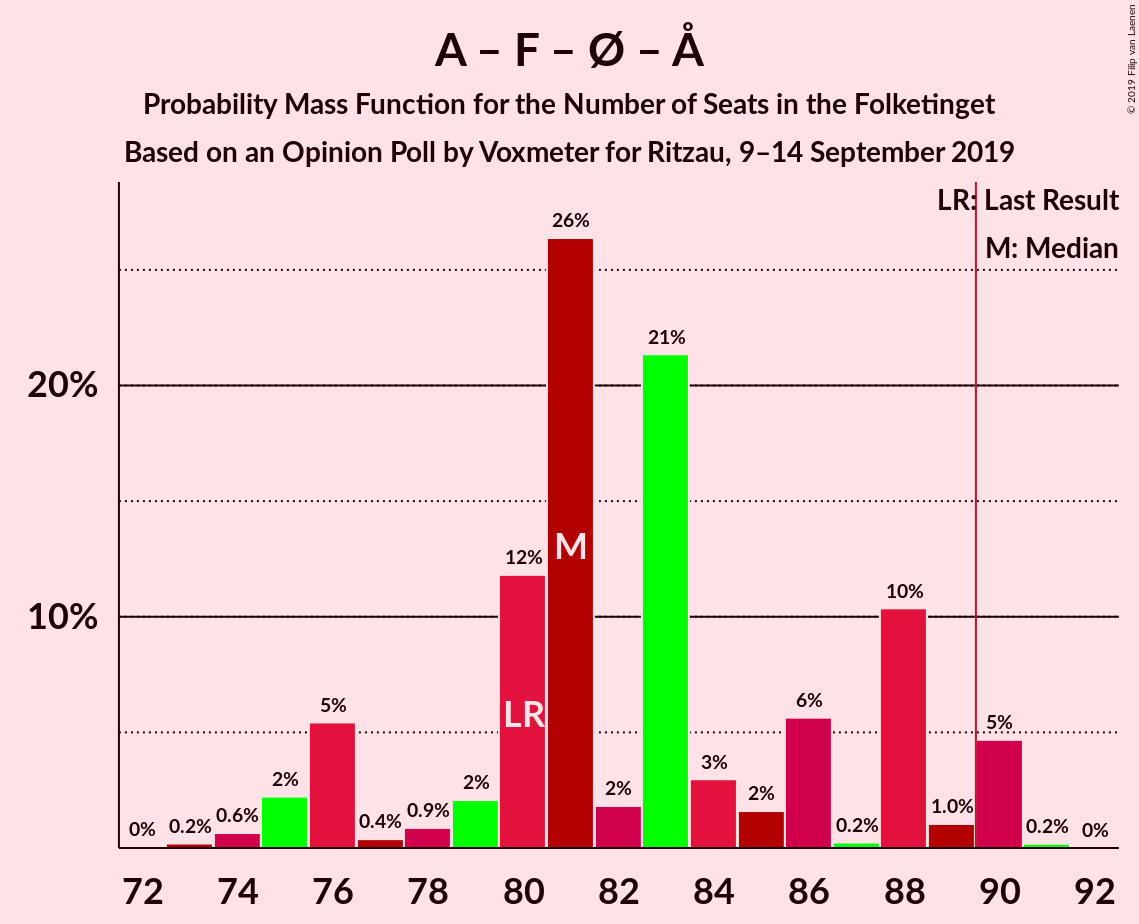 A – F – Ø – Å
Probability Mass Function for the Number of Seats in the Folketinget
Based on an Opinion Poll by Voxmeter for Ritzau, 9–14 September 2019
© 2019 Filip van Laenen
LR: Last Result
M: Median
20%
10%
0%
0.2%
0.6%
2%
5%
0.4%
0.9%
2%
12%
26%
2%
21%
3%
2%
6%
0.2%
10%
1.0%
5%
0.2%
0%
LR
M
72 74 76 78 80 82 84 86 88 90 92